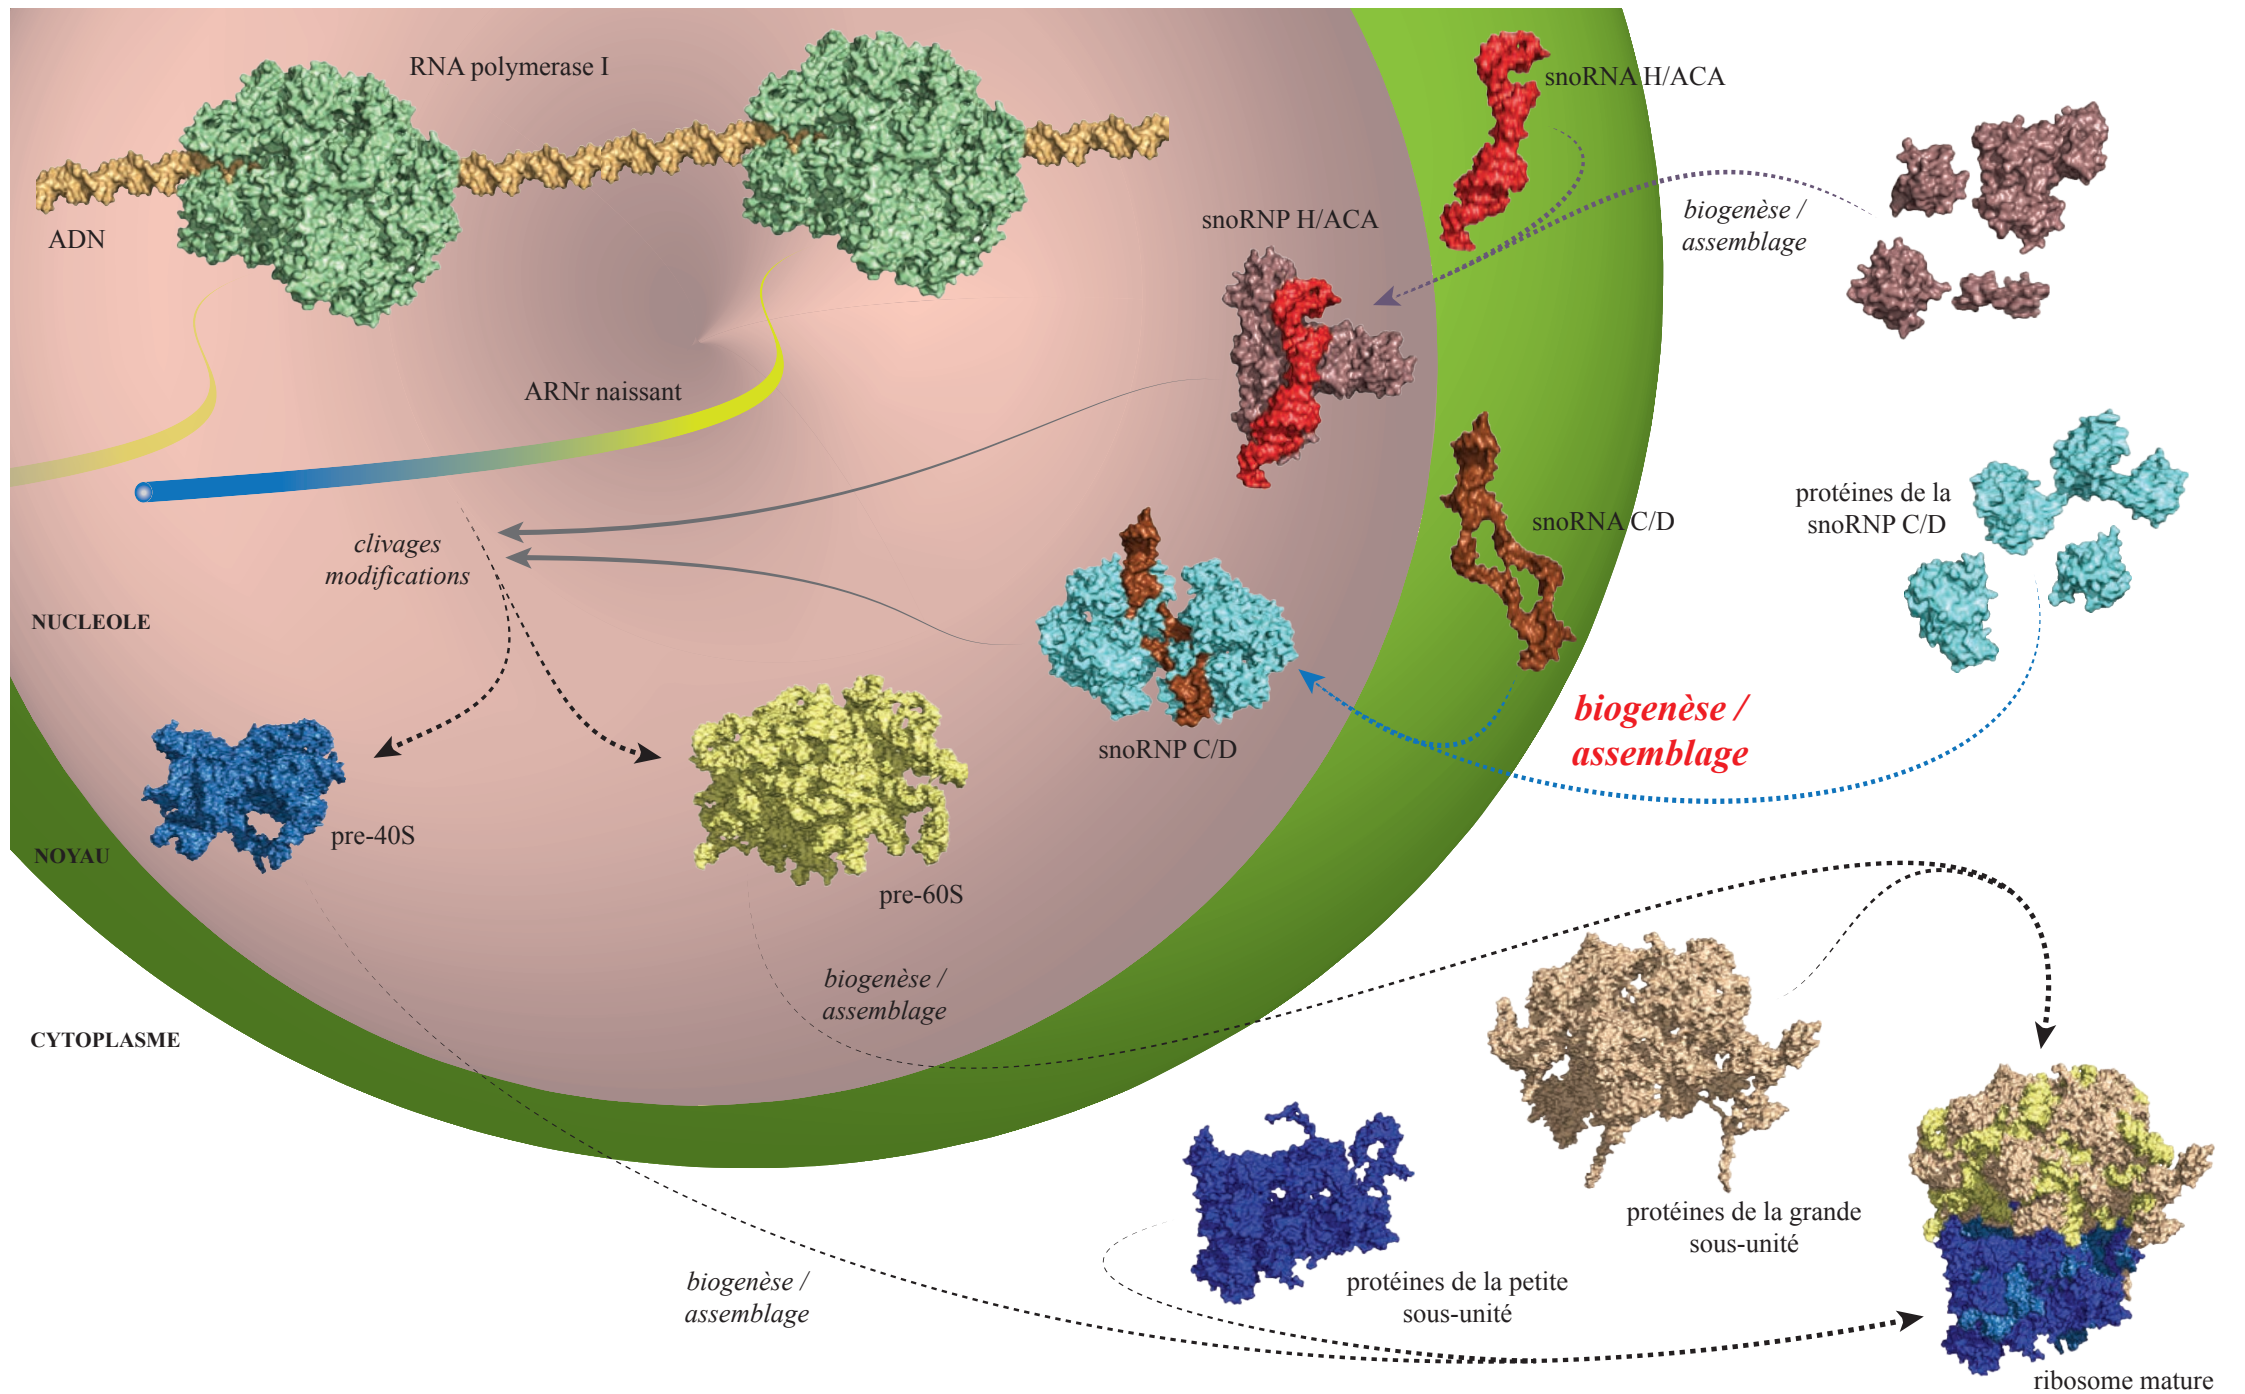 RNA polymerase I
snoRNA H/ACA
ADN
snoRNP H/ACA
biogenèse /
assemblage
ARNr naissant
protéines de la
snoRNP C/D
snoRNA C/D
clivages
modifications
NUCLEOLE
biogenèse /
assemblage
snoRNP C/D
pre-40S
NOYAU
pre-60S
biogenèse /
assemblage
CYTOPLASME
protéines de la grande
sous-unité
biogenèse /
assemblage
protéines de la petite
sous-unité
ribosome mature